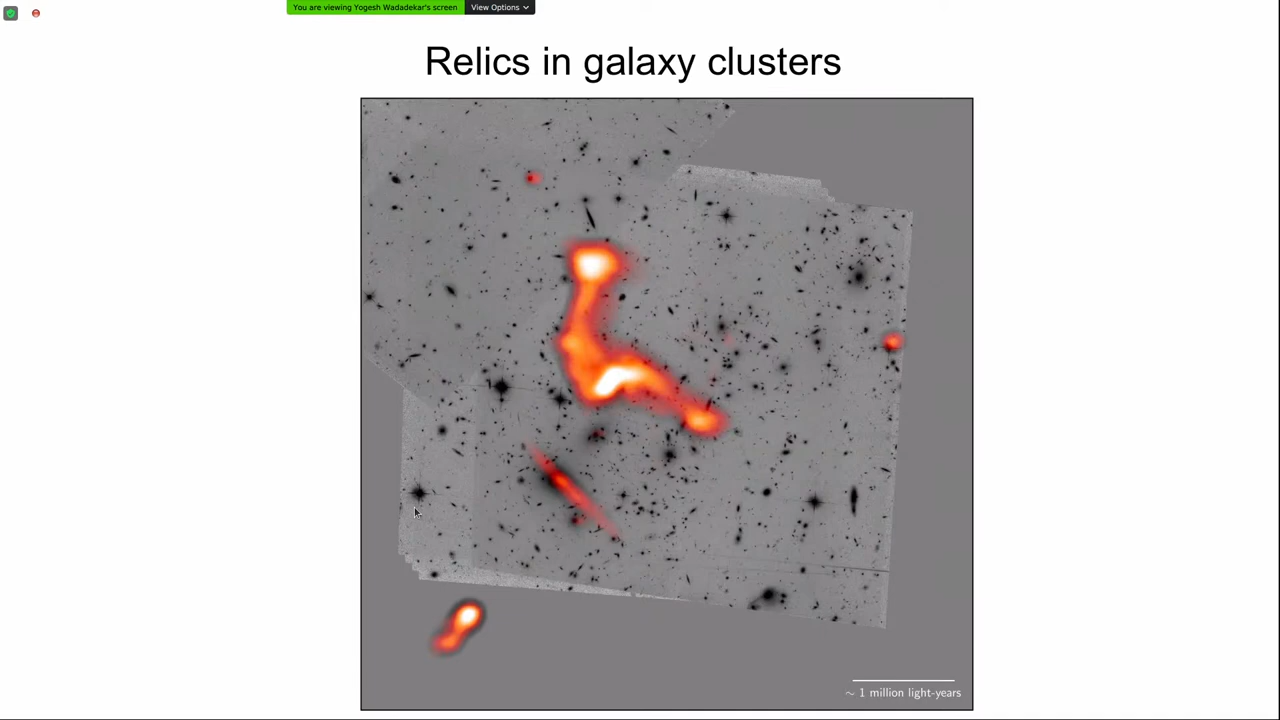 You are viewing Yogesh Wadadekar's screen
View Options
Relics in galaxy clusters
~ 1 million light-years